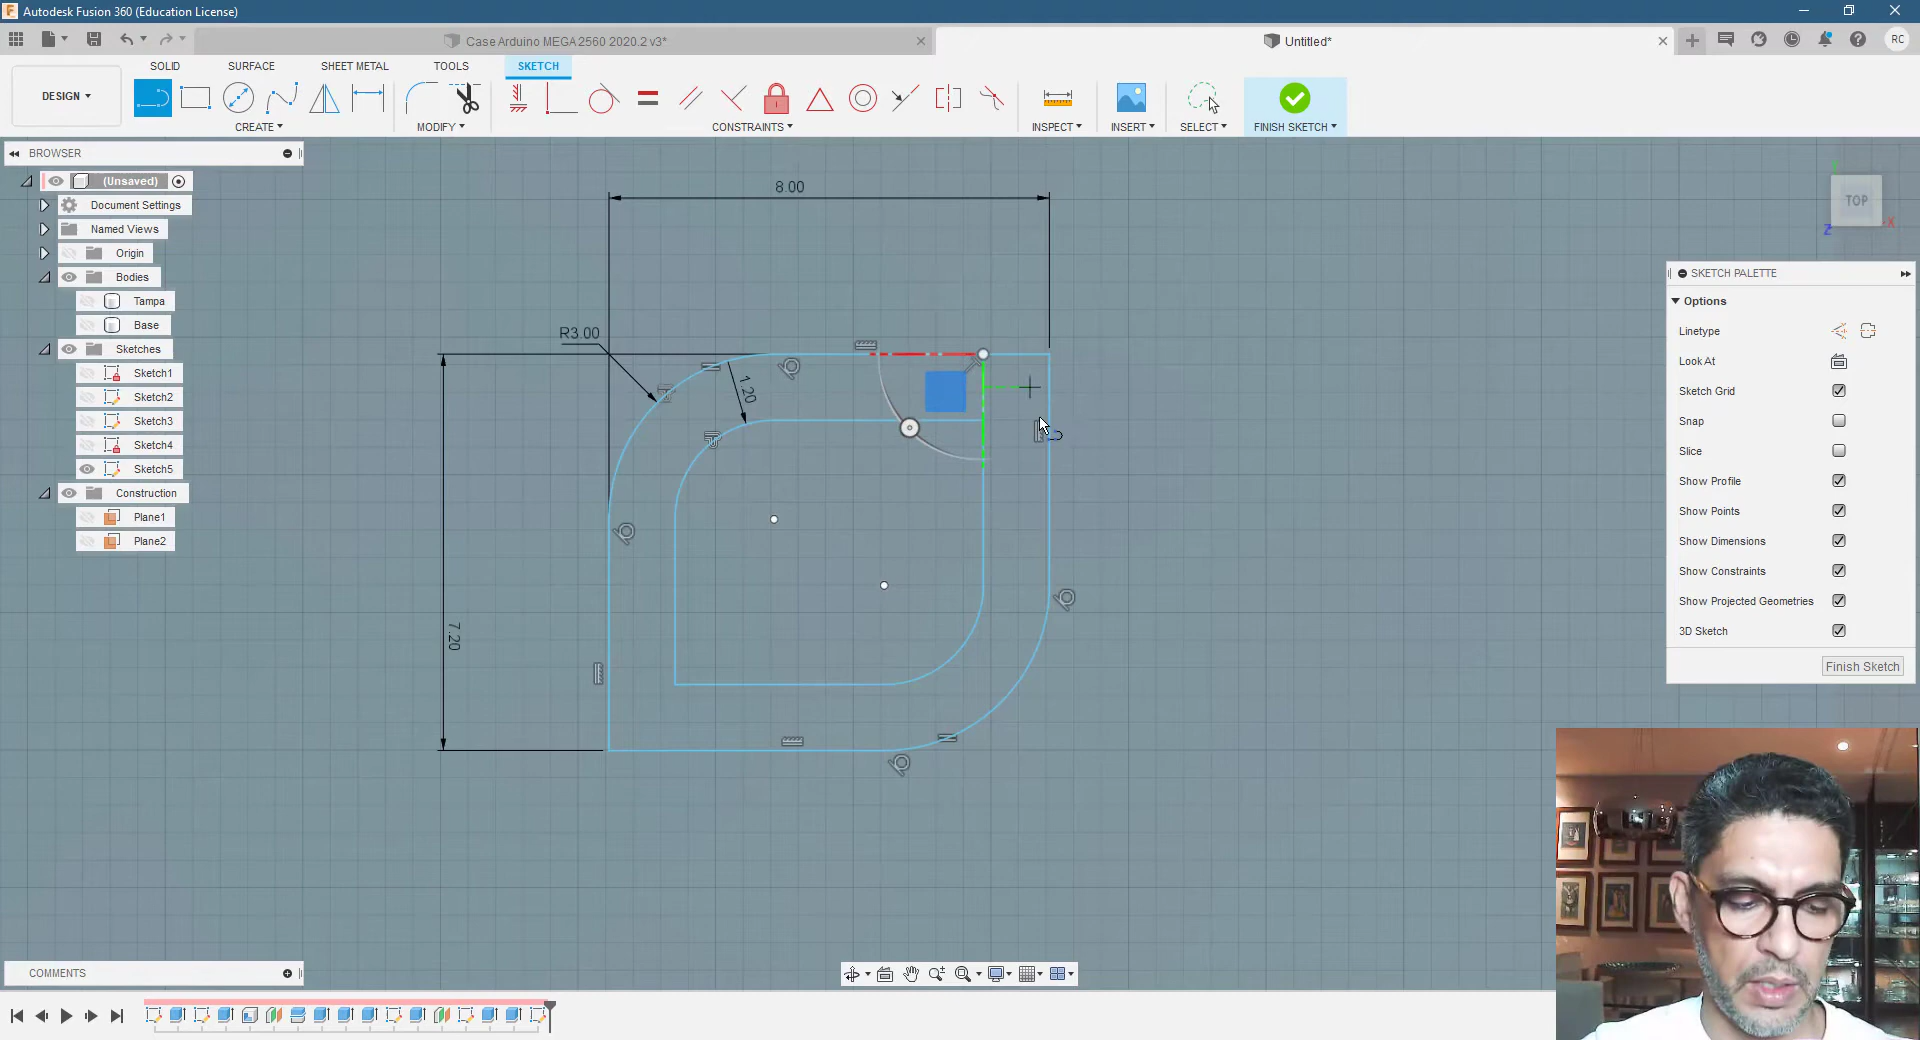 Autodesk Fusion 360 (Education License)
Case Arduino MEGA 2560 2020.2 v3*
Untitled*
RC
DESIGN
SOLID
SURFACE
SHEET METAL
TOOLS
SKETCH
CREATE
MODIFY
CONSTRAINTS
INSPECT
INSERT
SELECT
FINISH SKETCH
BROWSER
(Unsaved)
Document Settings
Named Views
Origin
Bodies
Tampa
Base
Sketches
Sketch1
Sketch2
Sketch3
Sketch4
Sketch5
Construction
Plane1
Plane2
8.00
R3.00
1.20
7.20
TOP
X
Z
SKETCH PALETTE
Options
Linetype
Look At
Sketch Grid
Snap
Slice
Show Profile
Show Points
Show Dimensions
Show Constraints
Show Projected Geometries
3D Sketch
Finish Sketch
COMMENTS